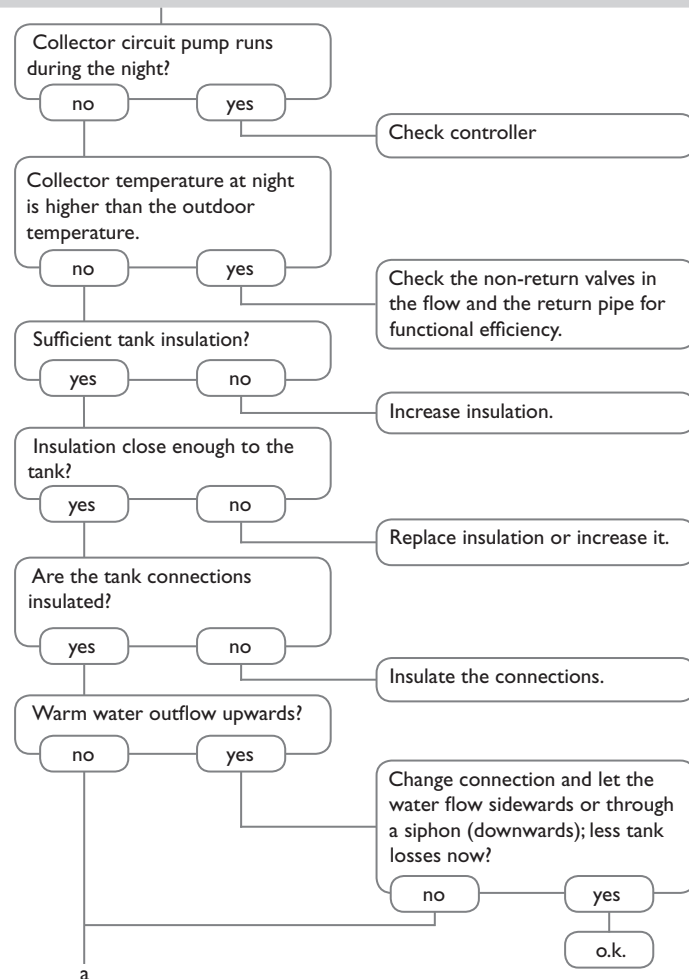 Collector circuit pump runs
during the night?
no
yes
Check controller
Collector temperature at night
is higher than the outdoor
temperature.
no
yes
Check the non-return valves in
the flow and the return pipe for
functional efficiency.
Sufficient tank insulation?
yes
no
Increase insulation.
Insulation close enough to the
tank?
yes
no
Replace insulation or increase it.
Are the tank connections
insulated?
yes
no
Insulate the connections.
Warm water outflow upwards?
no
yes
Change connection and let the
water flow sidewards or through
a siphon (downwards); less tank
losses now?
no
yes
o.k.
a